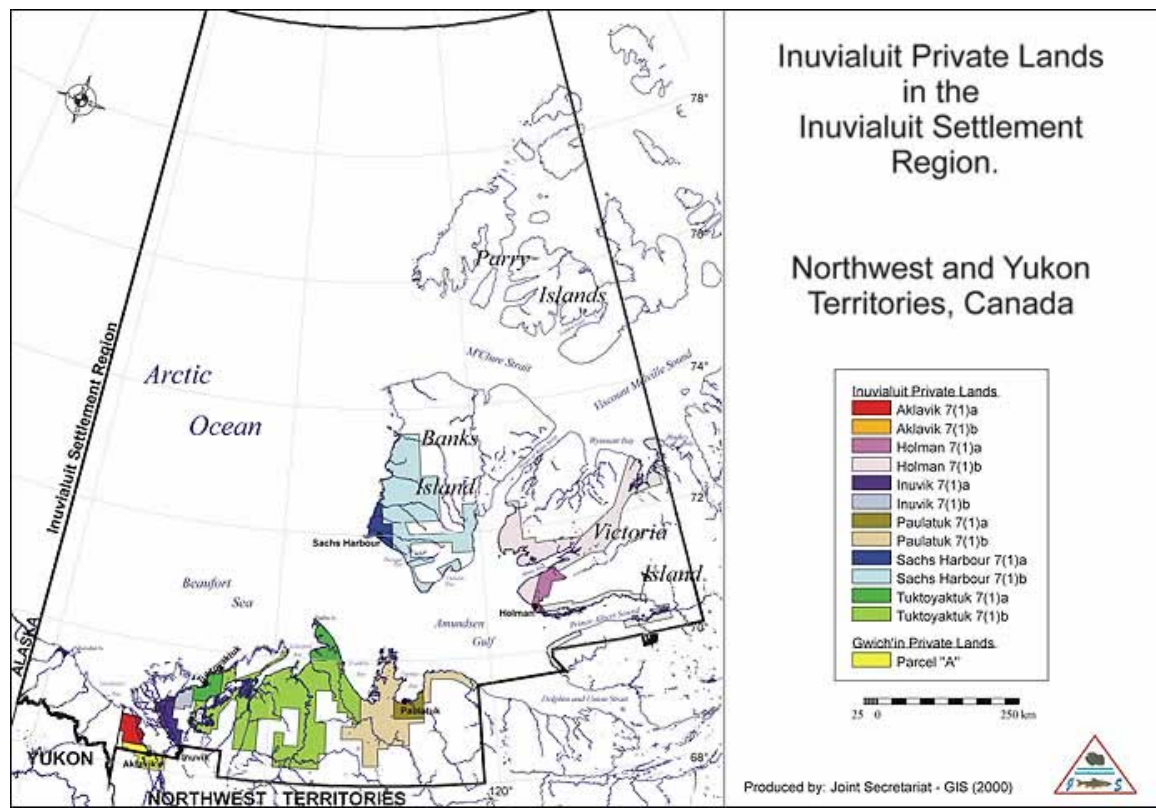 Inuvialuit Private Lands
in the
Inuvialuit Settlement
Region.
Northwest and Yukon
Territories, Canada
Inuvialuit Private Lands
Aklavik 7(1)a
Aklavik 7(1)b
Holman 7(1)a
Holman 7(1)b
Inuvik 7(1)a
Inuvik 7(1)b
Paulatuk 7(1)a
Paulatuk 7(1)b
Sachs Harbour 7(1)a
Sachs Harbour 7(1)b
Tuktoyaktuk 7(1)a
Tuktoyaktuk 7(1)b
Gwich'in Private Lands
Parcel "A"
25 0 250 km
Produced by: Joint Secretariat - GIS (2000)
78°
Parry
Islands
M'Clure Strait
74°
Viscount Melville Sound
Inuvialuit Settlement Region
Arctic
Ocean
Banks
Island
72°
Victoria
Island
Sachs Harbour
Holman
Prince Albert Sound
70°
Beaufort
Sea
Amundsen
Gulf
Dolphin and Union Strait
ALASKA
Tuktoyaktuk
Paulatuk
68°
YUKON
Aklavik
Inuvik
120°
NORTHWEST TERRITORIES